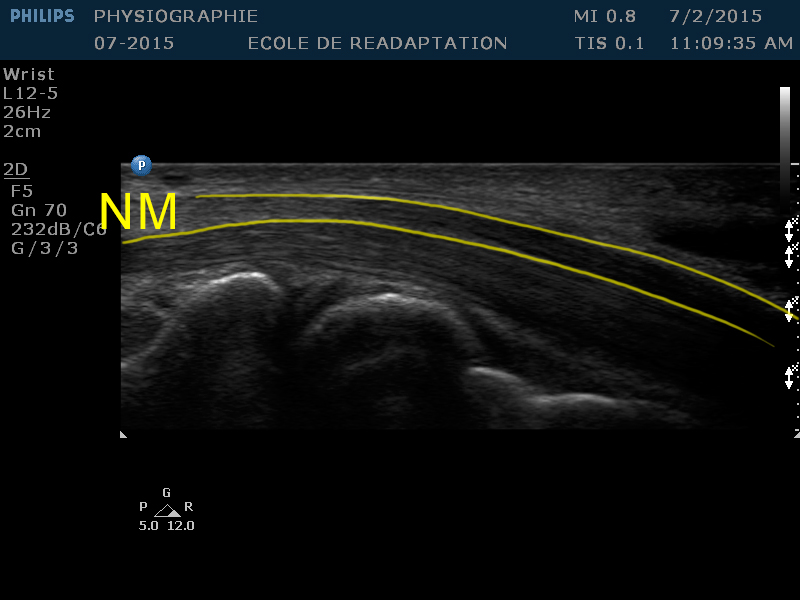 PHILIPS PHYSIOGRAPHIE MI 0.8 7/2/2015
07-2015 ECOLE DE READAPTATION TIS 0.1 11:09:35 AM
Wrist
L12-5
26Hz
2cm
P
2D
F5
Gn 70
232dB/C6
G/3/3
NM
G
P R
5.0 12.0